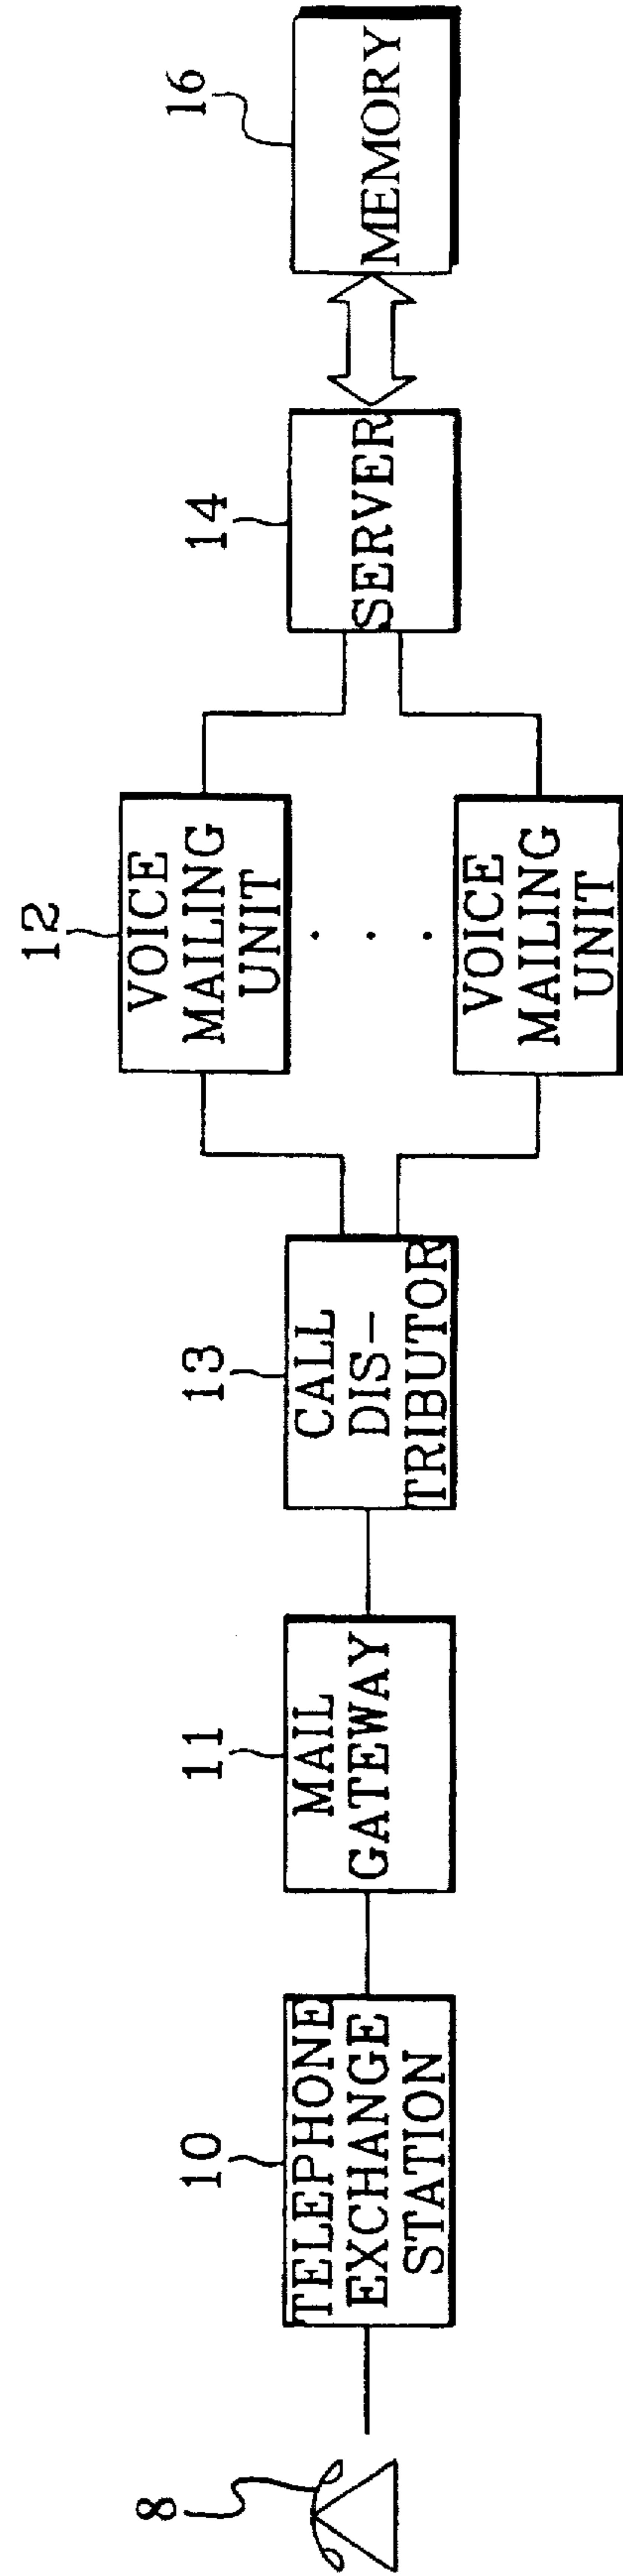 8
10
TELEPHONE
EXCHANGE
STATION
11
MAIL
GATEWAY
13
CALL
DIS-
TRIBUTOR
12
VOICE
MAILING
UNIT
VOICE
MAILING
UNIT
14
SERVER
16
MEMORY